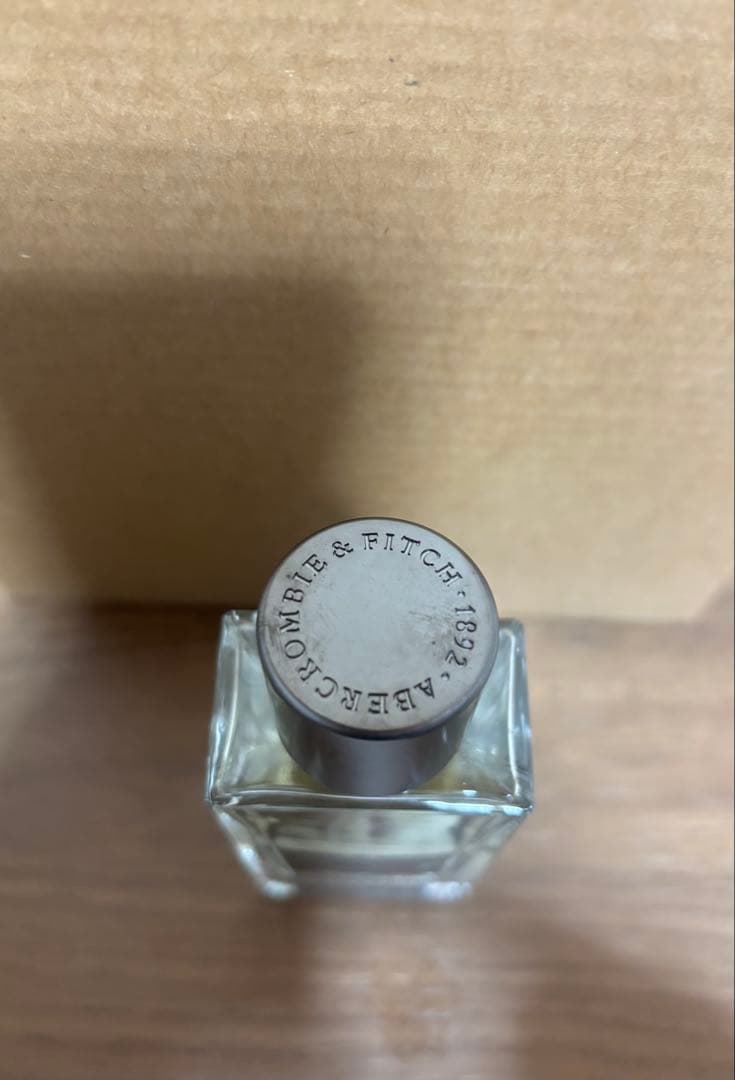 ABERCROMBIE & FITCH · 1892 ·